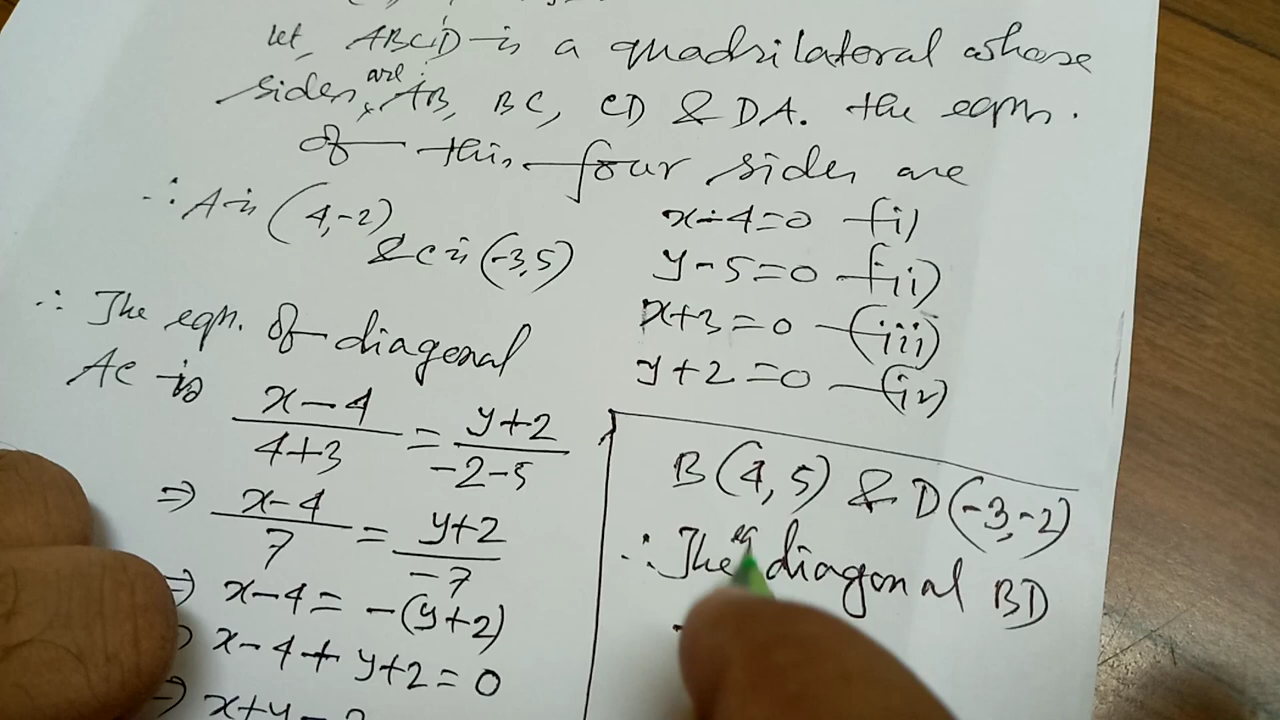 let, ABCD is a quadrilateral whose
sides are AB, BC, CD & DA. the eqn.
of this four sides are
x-4=0 -(i)
y-5=0 -(ii)
x+3=0 -(iii)
y+2=0 -(iv)
∴ A is (4,-2)
& C is (-3,5)
∴ The eqn. of diagonal
AC is
x-4/4+3 = y+2/-2-5
⇒ x-4/7 = y+2/-7
⇒ x-4= -(y+2)
⇒ x-4+y+2=0
⇒ x+y-2
B(4,5) & D(-3,-2)
∴ The diagonal BD